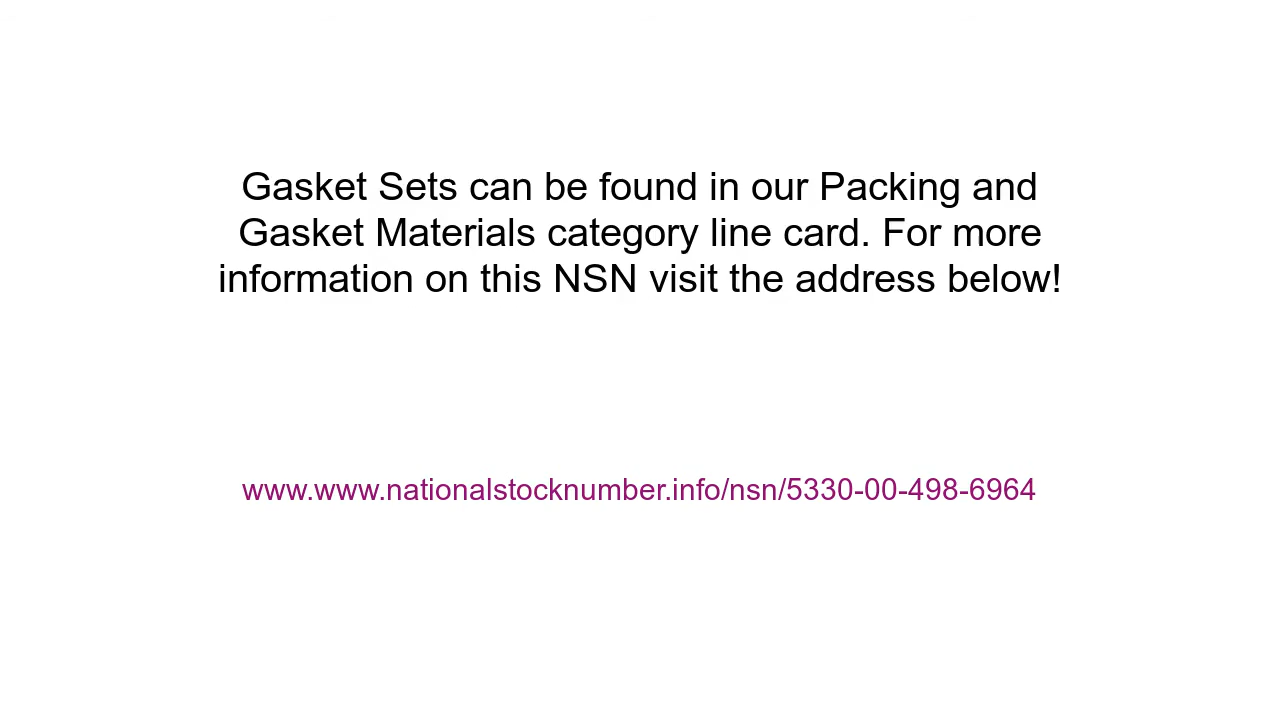 Gasket Sets can be found in our Packing and
Gasket Materials category line card. For more
information on this NSN visit the address below!
www.www.nationalstocknumber.info/nsn/5330-00-498-6964